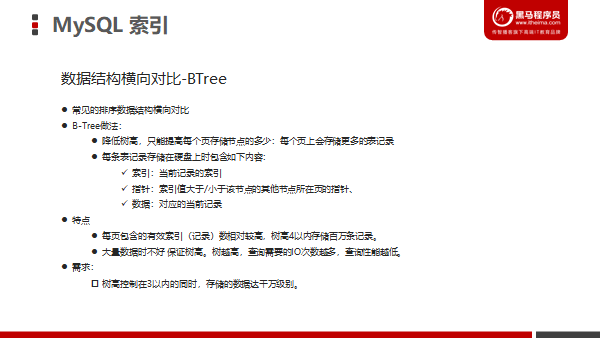 MySQL 索引
黑马程序员
www.itheima.com
传智播客旗下高端IT教育品牌
数据结构横向对比-BTree
常见的排序数据结构横向对比
B-Tree做法：
降低树高，只能提高每个页存储节点的多少：每个页上会存储更多的表记录
每条表记录存储在硬盘上时包含如下内容:
索引：当前记录的索引
指针：索引值大于/小于该节点的其他节点所在页的指针、
数据：对应的当前记录
特点
每页包含的有效索引（记录）数相对较高，树高4以内存储百万条记录。
大量数据时不好 保证树高。树越高，查询需要的IO次数越多，查询性能越低。
需求：
树高控制在3以内的同时，存储的数据达千万级别。